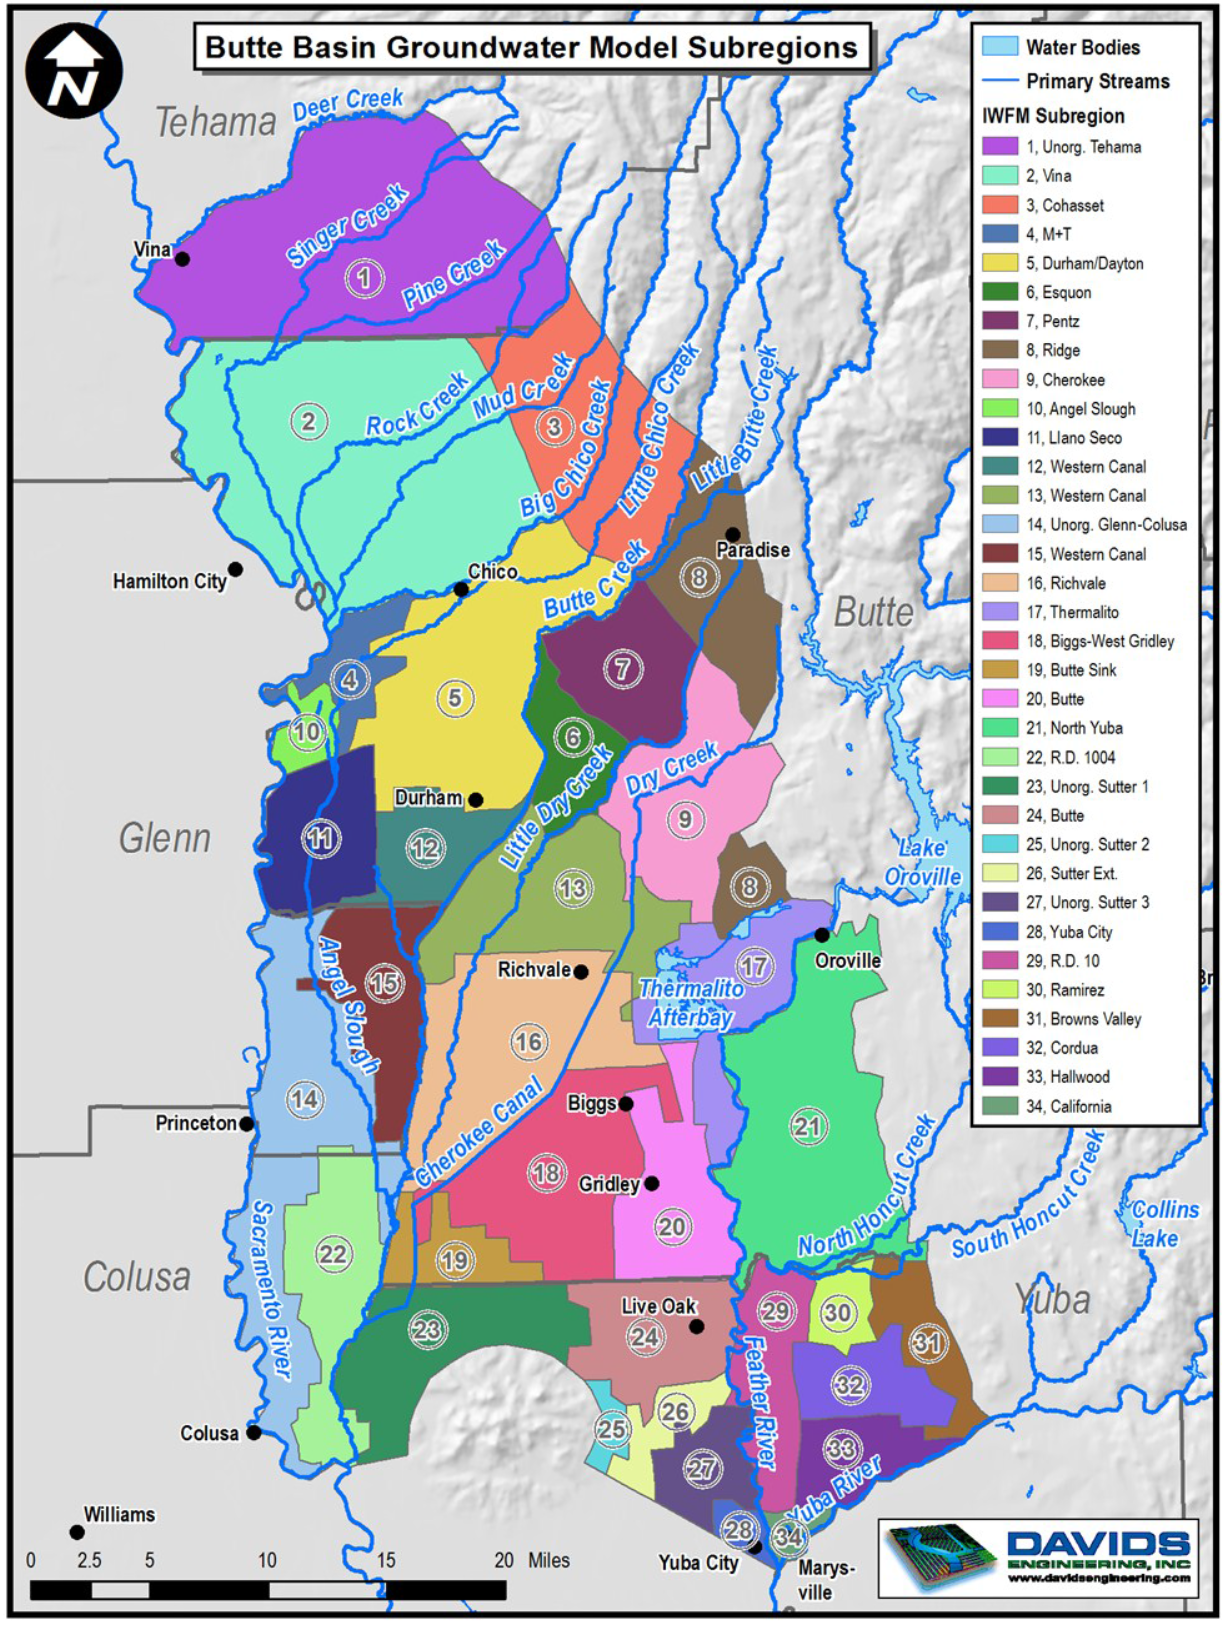 Butte Basin Groundwater Model Subregions
N
Water Bodies
Primary Streams
IWFM Subregion
1, Unorg. Tehama
2, Vina
3, Cohasset
4, M+T
5, Durham/Dayton
6, Esquon
7, Pentz
8, Ridge
9, Cherokee
10, Angel Slough
11, Llano Seco
12, Western Canal
13, Western Canal
14, Unorg. Glenn-Colusa
15, Western Canal
16, Richvale
17, Thermalito
18, Biggs-West Gridley
19, Butte Sink
20, Butte
21, North Yuba
22, R.D. 1004
23, Unorg. Sutter 1
24, Butte
25, Unorg. Sutter 2
26, Sutter Ext.
27, Unorg. Sutter 3
28, Yuba City
29, R.D. 10
30, Ramirez
31, Browns Valley
32, Cordua
33, Hallwood
34, California
Tehama
Deer Creek
Singer Creek
Vina
1
Pine Creek
2
Rock Creek
Mud Creek
3
Big Chico Creek
Little Chico Creek
Little Butte Creek
Hamilton City
Chico
Paradise
Butte Creek
8
Butte
4
5
7
10
6
Durham
Little Dry Creek
Dry Creek
9
Glenn
11
12
13
8
Lake
Oroville
Angel Slough
15
Richvale
17
Oroville
Thermalito
Afterbay
16
14
Biggs
Princeton
Cherokee Canal
21
18
Gridley
North Honcut Creek
South Honcut Creek
Collins
Lake
Sacramento River
22
19
20
Colusa
Yuba
23
Live Oak
24
29
30
31
Feather River
32
25
26
Colusa
27
33
Yuba River
Williams
28
34
Yuba City
Marys-
ville
0 2.5 5 10 15 20 Miles
DAVIDS
ENGINEERING, INC
www.davidsengineering.com